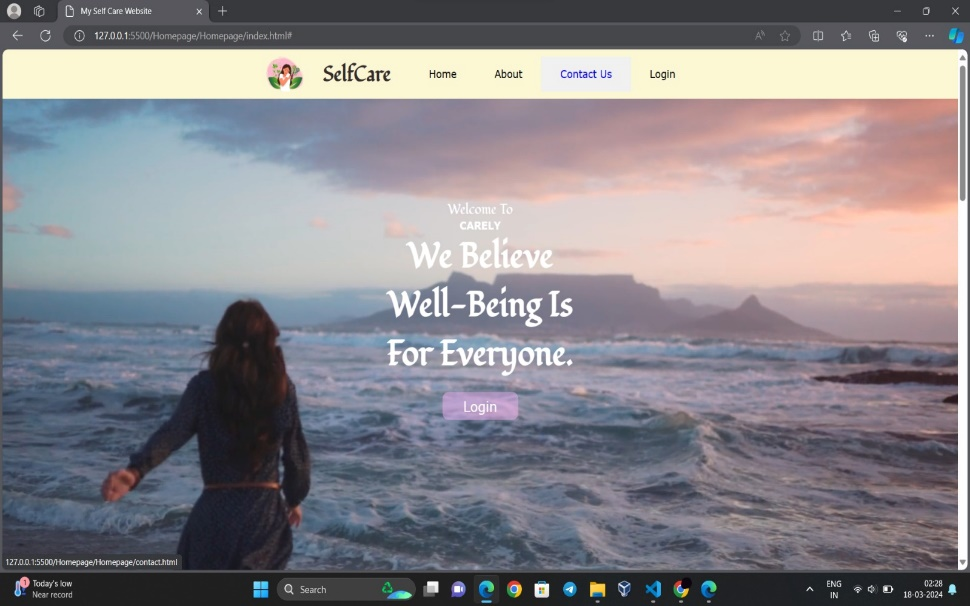 My Self Care Website
127.0.0.1:5500/Homepage/Homepage/index.html#
SelfCare Home About Contact Us Login
Welcome To
CARELY
We Believe
Well-Being Is
For Everyone.
Login
127.0.0.1:5500/Homepage/Homepage/contact.html
1
Today's low
Near record
Search
ENG
IN
02:28
18-03-2024